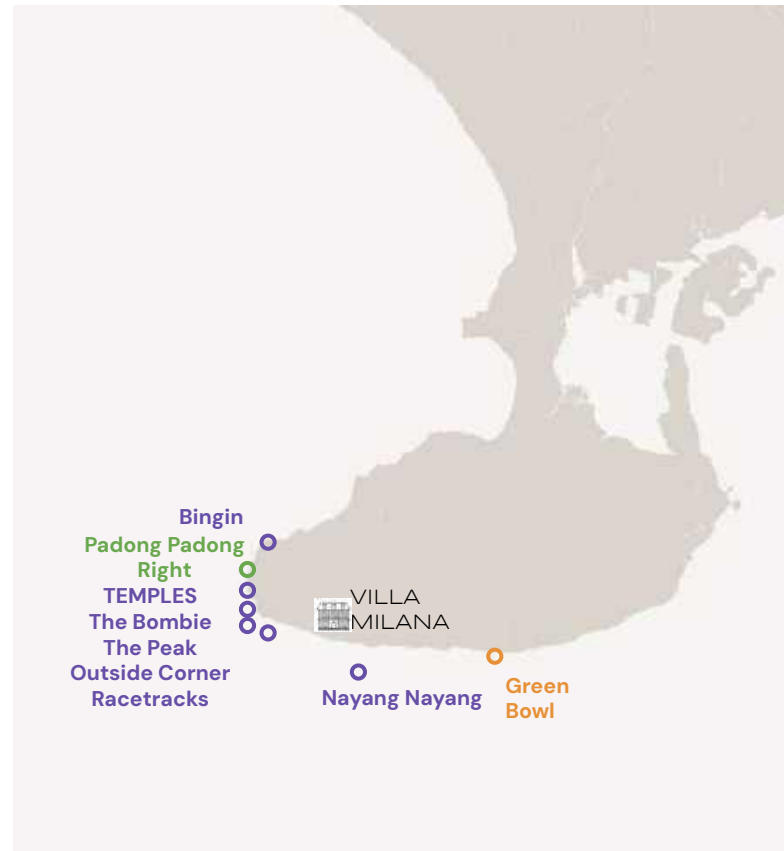 Bingin
Padong Padong
Right
TEMPLES
The Bombie
The Peak
Outside Corner
Racetracks
VILLA
MILANA
Nayang Nayang
Green
Bowl